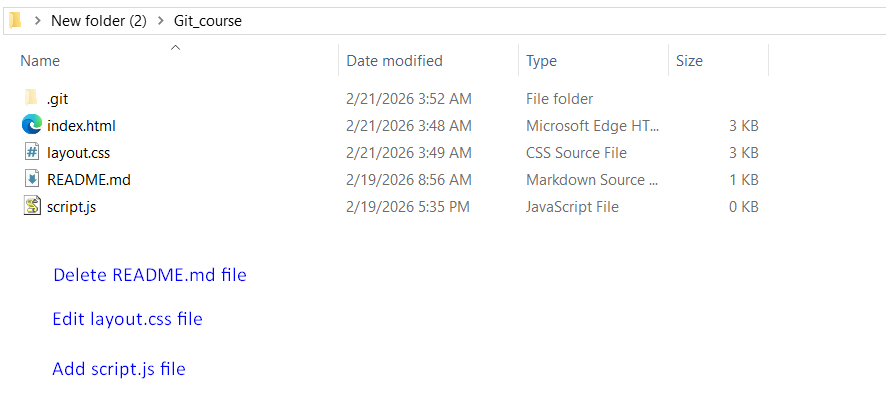 New folder (2) > Git_course
Name Date modified Type Size
.git 2/21/2026 3:52 AM File folder
index.html 2/21/2026 3:48 AM Microsoft Edge HT... 3 KB
layout.css 2/21/2026 3:49 AM CSS Source File 3 KB
README.md 2/19/2026 8:56 AM Markdown Source ... 1 KB
script.js 2/19/2026 5:35 PM JavaScript File 0 KB
Delete README.md file
Edit layout.css file
Add script.js file